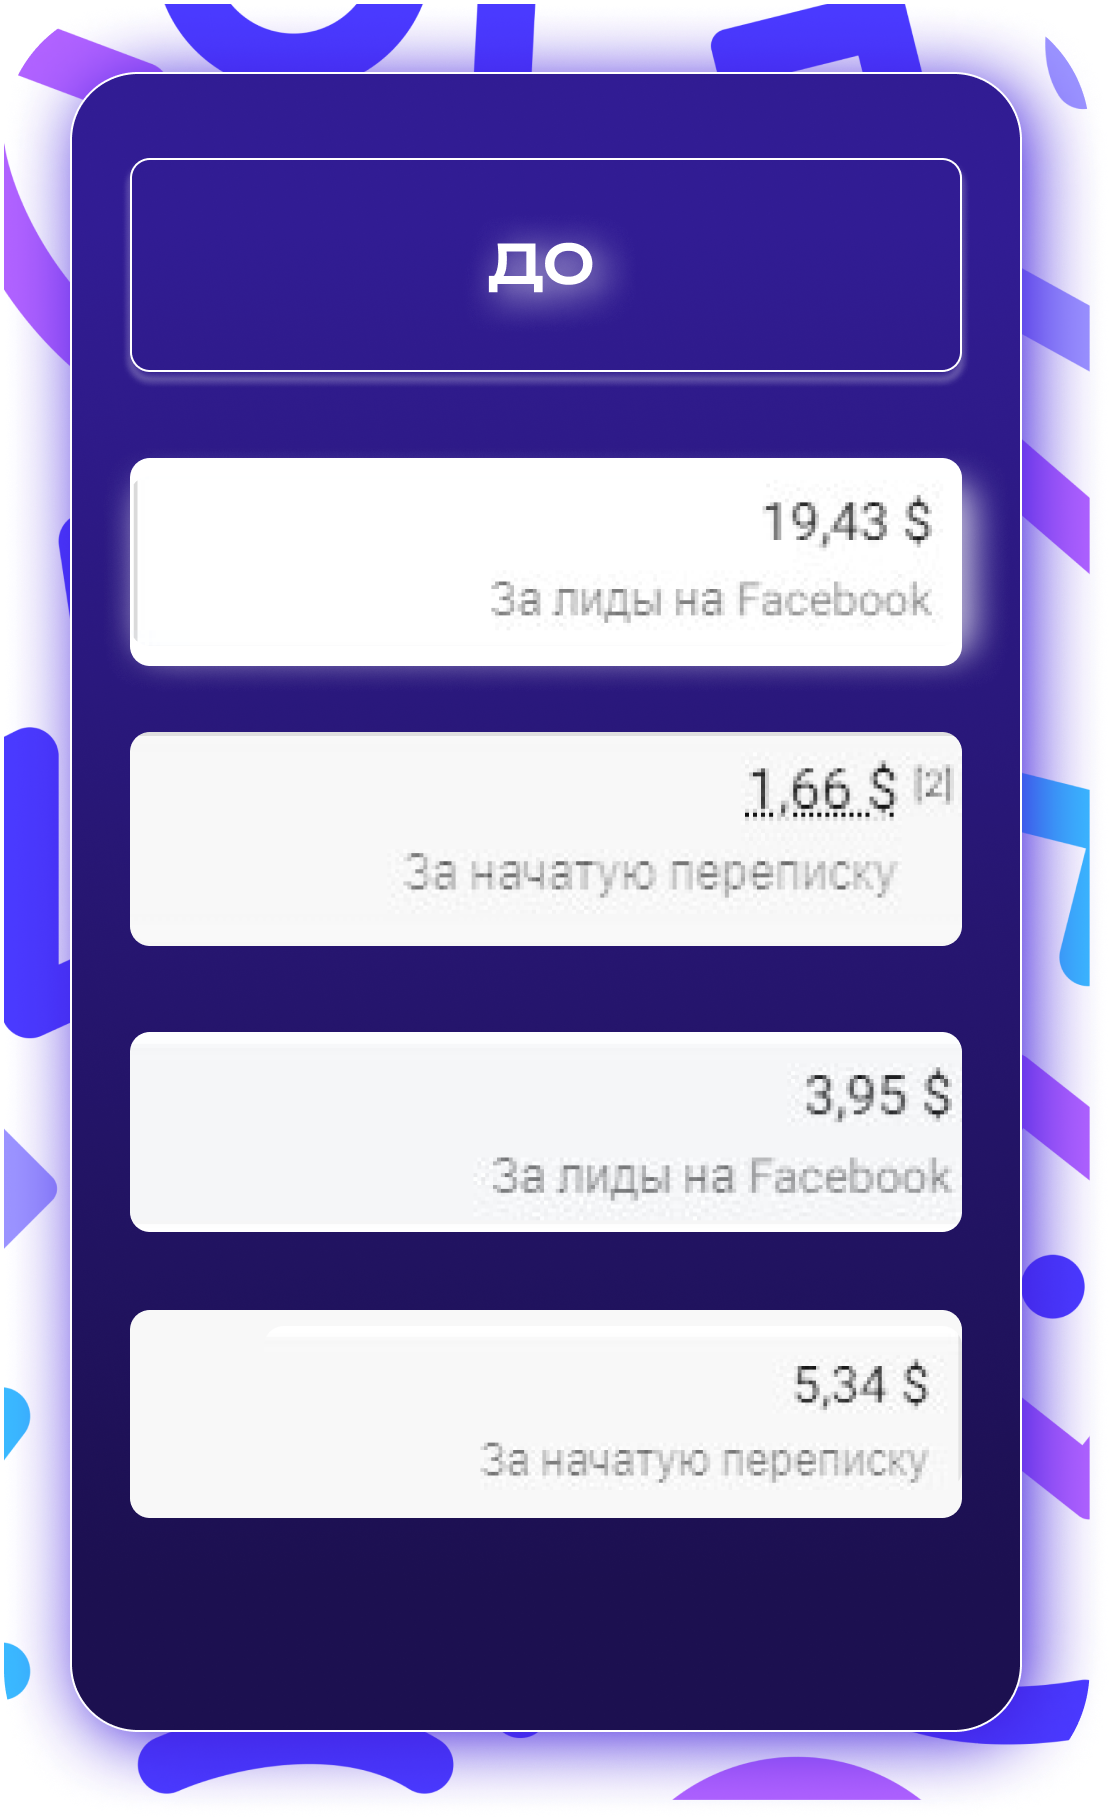 ДО
19,43 $
За лиды на Facebook
1,66 $ [2]
За начатую переписку
3,95 $
За лиды на Facebook
5,34 $
За начатую переписку